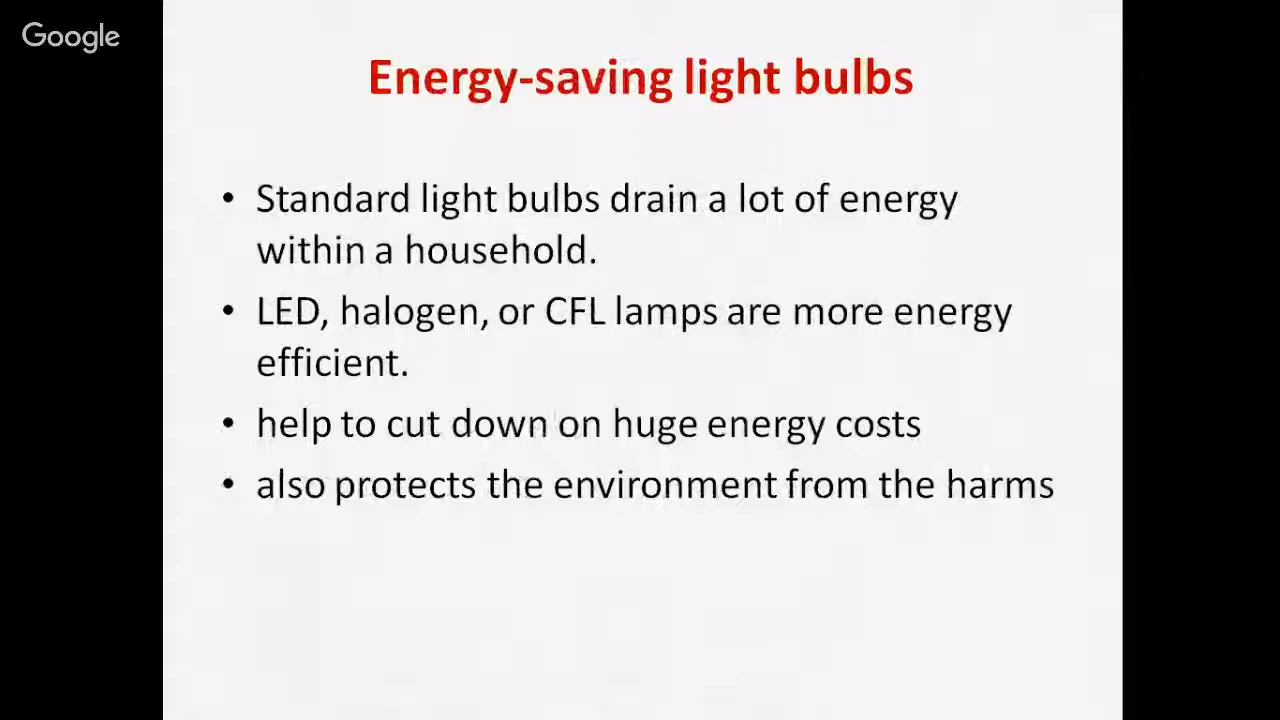 Google
Energy-saving light bulbs
• Standard light bulbs drain a lot of energy
within a household.
• LED, halogen, or CFL lamps are more energy
efficient.
• help to cut down on huge energy costs
• also protects the environment from the harms